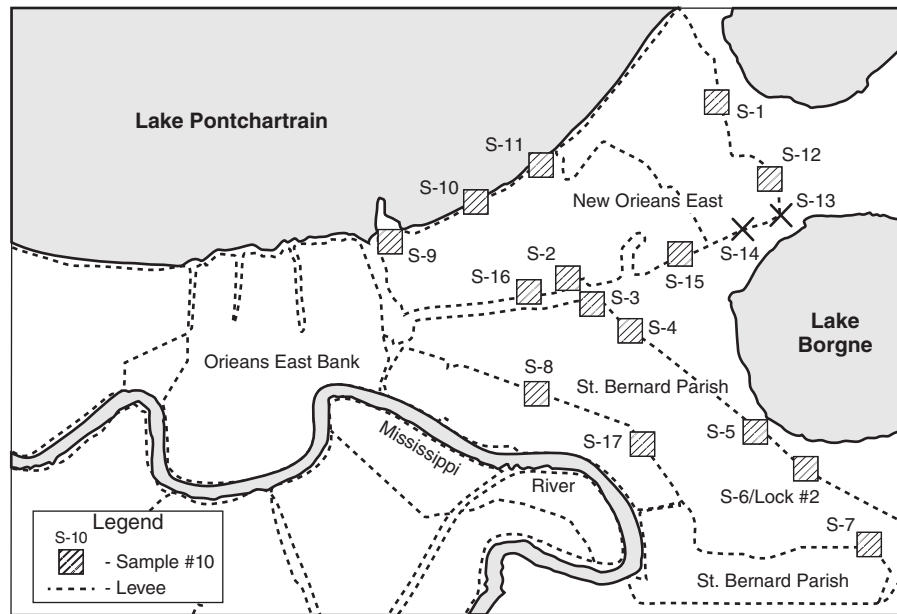 Lake Pontchartrain
S-1
S-11
S-12
S-10
New Orleans East
S-13
S-9
S-14
S-2
S-15
S-16
S-3
S-4
Lake
Borgne
Orieans East Bank
S-8
St. Bernard Parish
Mississippi
S-5
S-17
River
S-6/Lock #2
Legend
S-10
- Sample #10
- Levee
S-7
St. Bernard Parish